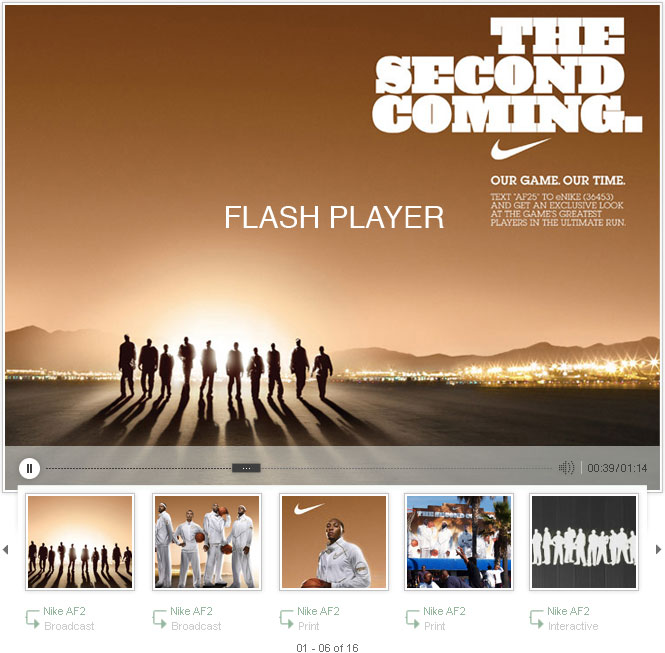 THE
SECOND
COMING.
OUR GAME. OUR TIME.
TEXT "AF25" TO eNIKE (36453)
AND GET AN EXCLUSIVE LOOK
AT THE GAME'S GREATEST
PLAYERS IN THE ULTIMATE RUN.
FLASH PLAYER
00:39/01:14
Nike AF2
Broadcast
Nike AF2
Broadcast
Nike AF2
Print
Nike AF2
Print
Nike AF2
Interactive
01 - 06 of 16